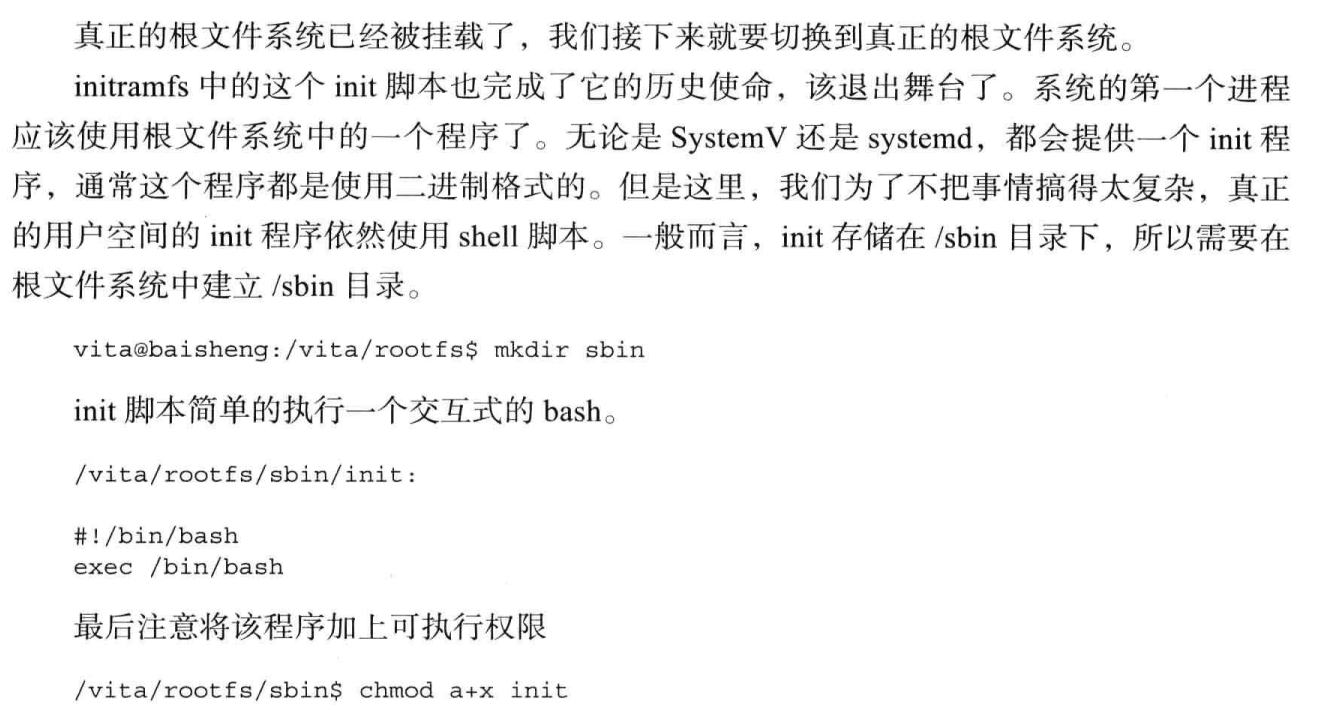 真正的根文件系统已经被挂载了，我们接下来就要切换到真正的根文件系统。
initramfs 中的这个 init 脚本也完成了它的历史使命，该退出舞台了。系统的第一个进程
应该使用根文件系统中的一个程序了。无论是 SystemV 还是 systemd，都会提供一个 init 程
序，通常这个程序都是使用二进制格式的。但是这里，我们为了不把事情搞得太复杂，真正
的用户空间的 init 程序依然使用 shell 脚本。一般而言，init 存储在 /sbin 目录下，所以需要在
根文件系统中建立 /sbin 目录。
vita@baisheng:/vita/rootfs$ mkdir sbin
init 脚本简单的执行一个交互式的 bash。
/vita/rootfs/sbin/init:
#!/bin/bash
exec /bin/bash
最后注意将该程序加上可执行权限
/vita/rootfs/sbin$ chmod a+x init